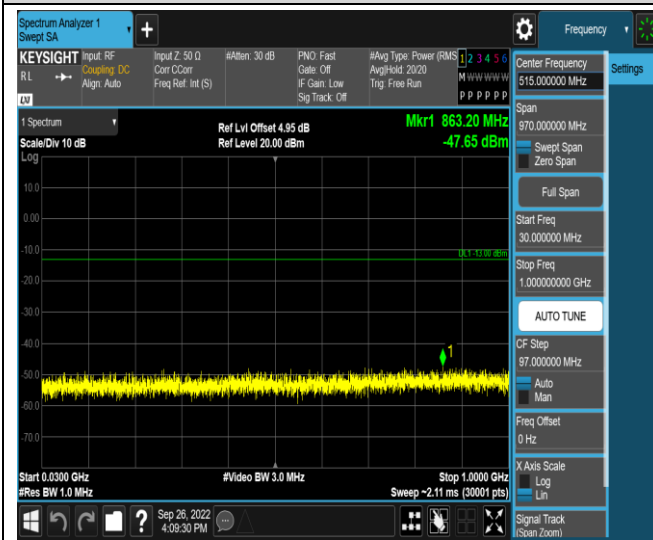 Spectrum Analyzer 1
Swept SA
+
Frequency
KEYSIGHT
R L
LXI
Input: RF
Coupling: DC
Align: Auto
Input Z: 50 Ω
Corr CCorr
Freq Ref: Int (S)
#Atten: 30 dB
PNO: Fast
Gate: Off
IF Gain: Low
Sig Track: Off
#Avg Type: Power (RMS
Avg|Hold: 20/20
Trig: Free Run
1 2 3 4 5 6
M W W W W W
P P P P P P
Center Frequency
515.000000 MHz
Settings
1 Spectrum
Scale/Div 10 dB
Log
Ref Lvl Offset 4.95 dB
Ref Level 20.00 dBm
Mkr1 863.20 MHz
-47.65 dBm
Span
970.000000 MHz
Swept Span
Zero Span
Full Span
10.0
0.00
-10.0
-20.0
-30.0
-40.0
-50.0
-60.0
-70.0
DL1 -13.00 dBm
1
Start Freq
30.000000 MHz
Stop Freq
1.000000000 GHz
AUTO TUNE
CF Step
97.000000 MHz
Auto
Man
Freq Offset
0 Hz
X Axis Scale
Log
Lin
Signal Track
(Span Zoom)
Start 0.0300 GHz
#Res BW 1.0 MHz
#Video BW 3.0 MHz
Stop 1.0000 GHz
Sweep ~2.11 ms (30001 pts)
?
Sep 26, 2022
4:09:30 PM